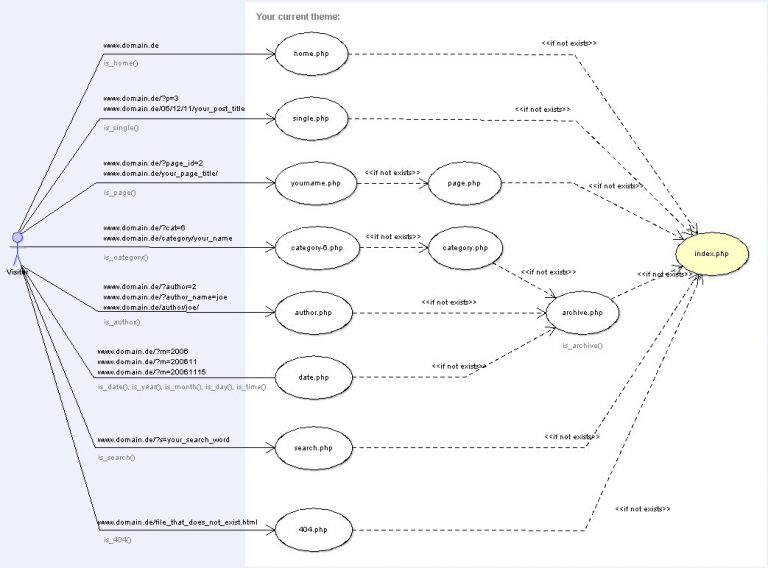 Your current theme:
www.domain.de
is_home()
home.php
<<if not exists>>
www.domain.de/?p=3
www.domain.de/06/12/11/your_post_title
is_single()
single.php
<<if not exists>>
www.domain.de/?page_id=2
www.domain.de/your_page_title/
is_page()
yourname.php
<<if not exists>>
page.php
<<if not exists>>
www.domain.de/?cat=6
www.domain.de/category/your_name
is_category()
category-6.php
<<if not exists>>
category.php
<<if not exists>>
index.php
Visitor
www.domain.de/?author=2
www.domain.de/?author_name=joe
www.domain.de/author/joe/
is_author()
author.php
<<if not exists>>
archive.php
is_archive()
<<if not exists>>
www.domain.de/?m=2006
www.domain.de/?m=200611
www.domain.de/?m=20061115
is_date(), is_year(), is_month(), is_day(), is_time()
date.php
<<if not exists>>
www.domain.de/?s=your_search_word
is_search()
search.php
<<if not exists>>
www.domain.de/file_that_does_not_exist.html
is_404()
404.php
<<if not exists>>